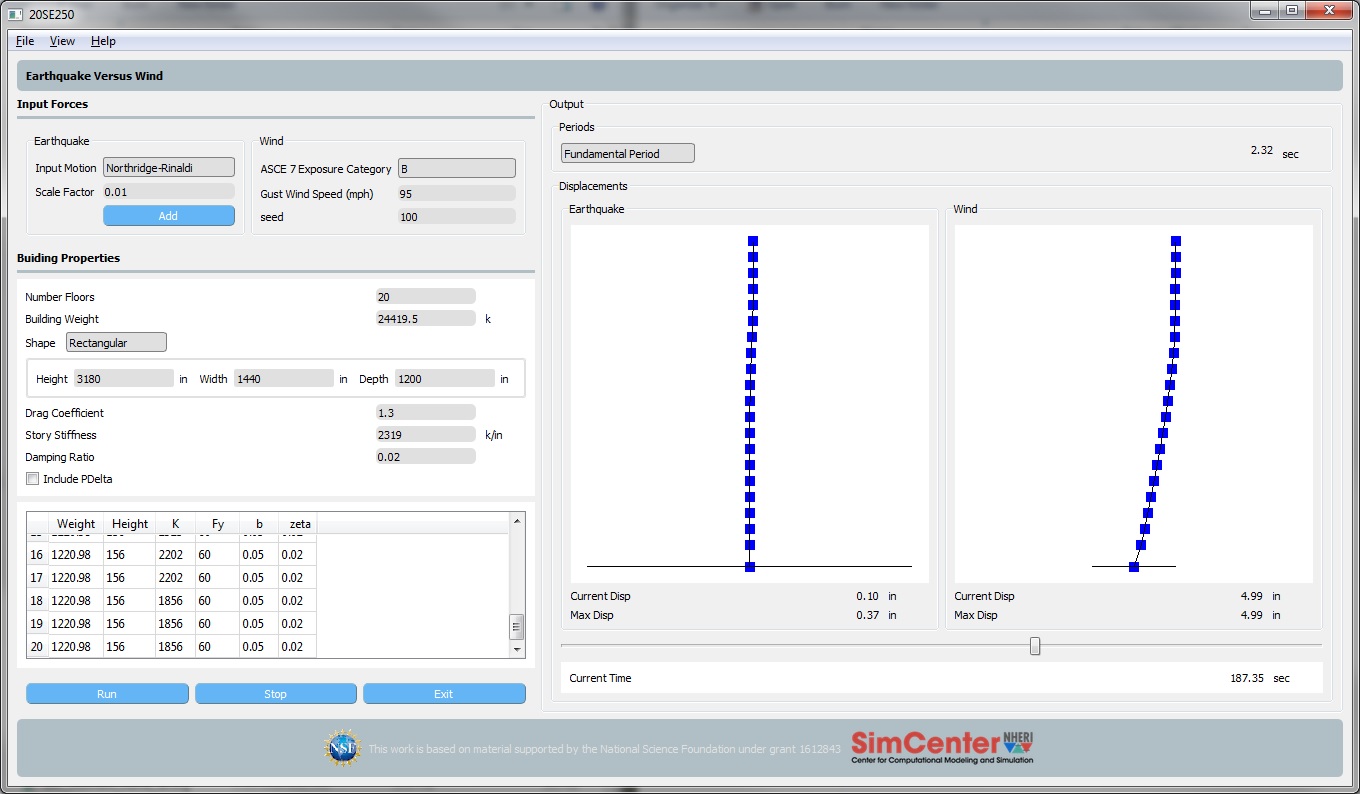 20SE250
File View Help
Earthquake Versus Wind
Input Forces
Earthquake
Input Motion Northridge-Rinaldi
Scale Factor 0.01
Add
Wind
ASCE 7 Exposure Category B
Gust Wind Speed (mph) 95
seed 100
Buiding Properties
Number Floors 20
Building Weight 24419.5 k
Shape Rectangular
Height 3180 in Width 1440 in Depth 1200 in
Drag Coefficient 1.3
Story Stiffness 2319 k/in
Damping Ratio 0.02
Include PDelta
Weight Height K Fy b zeta
16 1220.98 156 2202 60 0.05 0.02
17 1220.98 156 2202 60 0.05 0.02
18 1220.98 156 1856 60 0.05 0.02
19 1220.98 156 1856 60 0.05 0.02
20 1220.98 156 1856 60 0.05 0.02
Run Stop Exit
Output
Periods
Fundamental Period 2.32 sec
Displacements
Earthquake
Current Disp 0.10 in
Max Disp 0.37 in
Wind
Current Disp 4.99 in
Max Disp 4.99 in
Current Time 187.35 sec
NSF This work is based on material supported by the National Science Foundation under grant 1612843
SimCenter NHERI
Center for Computational Modeling and Simulation